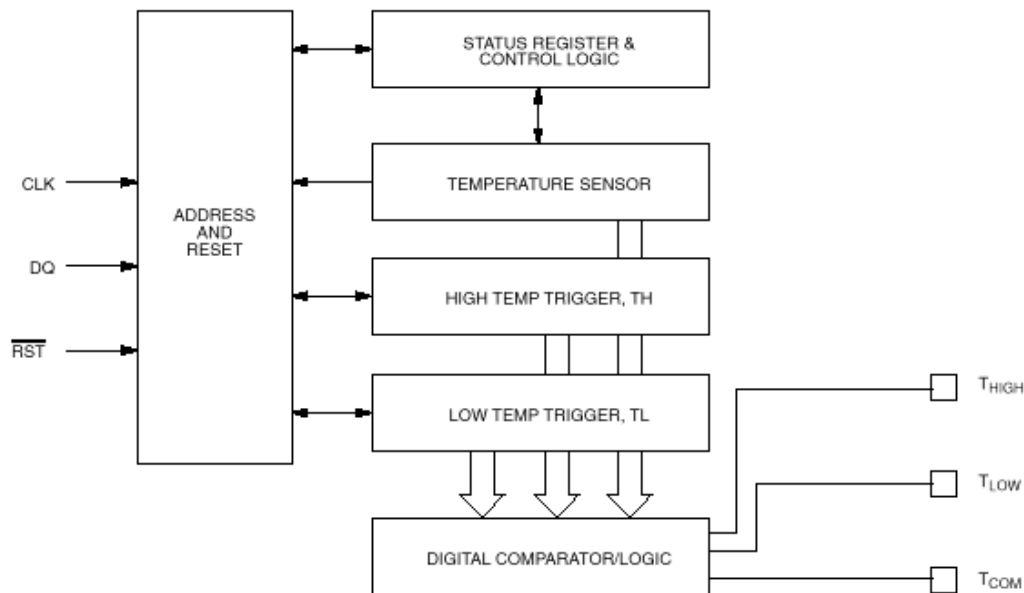 STATUS REGISTER &
CONTROL LOGIC
CLK
TEMPERATURE SENSOR
ADDRESS
AND
RESET
DQ
HIGH TEMP TRIGGER, TH
RST
LOW TEMP TRIGGER, TL
THIGH
TLOW
DIGITAL COMPARATOR/LOGIC
TCOM